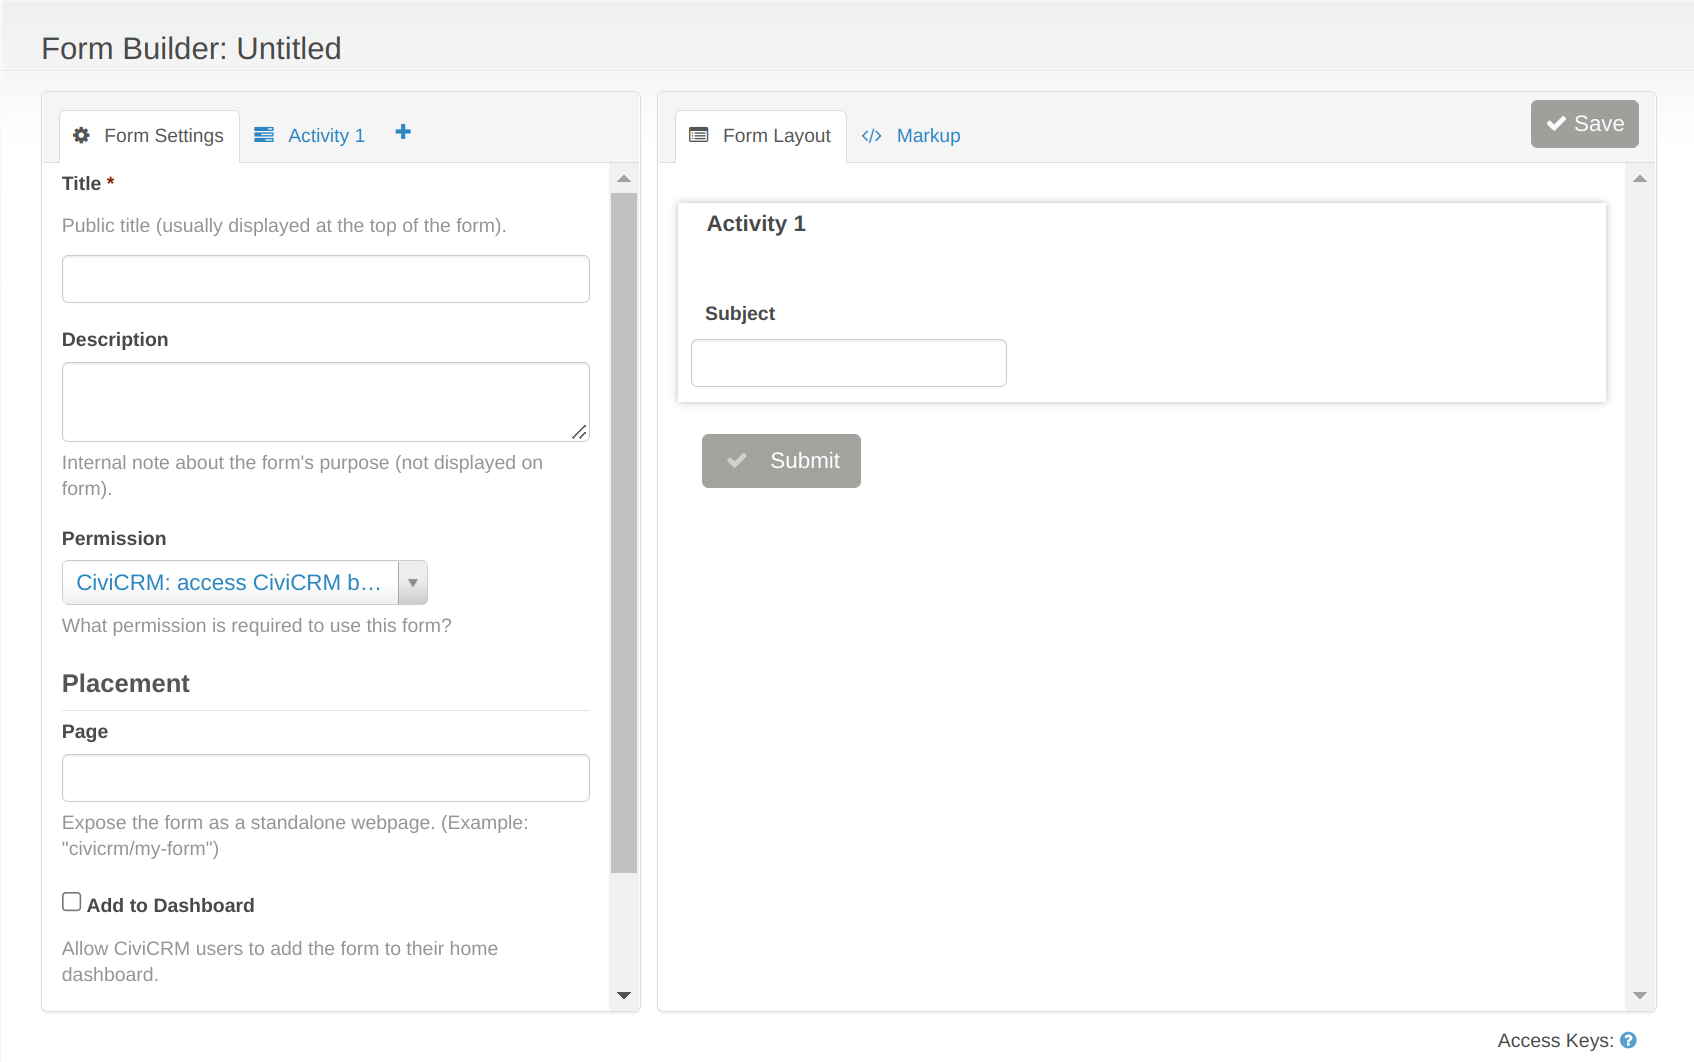 Form Builder: Untitled
Form Settings
Activity 1
Title *
Public title (usually displayed at the top of the form).
Description
Internal note about the form's purpose (not displayed on
form).
Permission
CiviCRM: access CiviCRM b…
What permission is required to use this form?
Placement
Page
Expose the form as a standalone webpage. (Example:
"civicrm/my-form")
Add to Dashboard
Allow CiviCRM users to add the form to their home
dashboard.
Form Layout
Markup
Save
Activity 1
Subject
Submit
Access Keys: